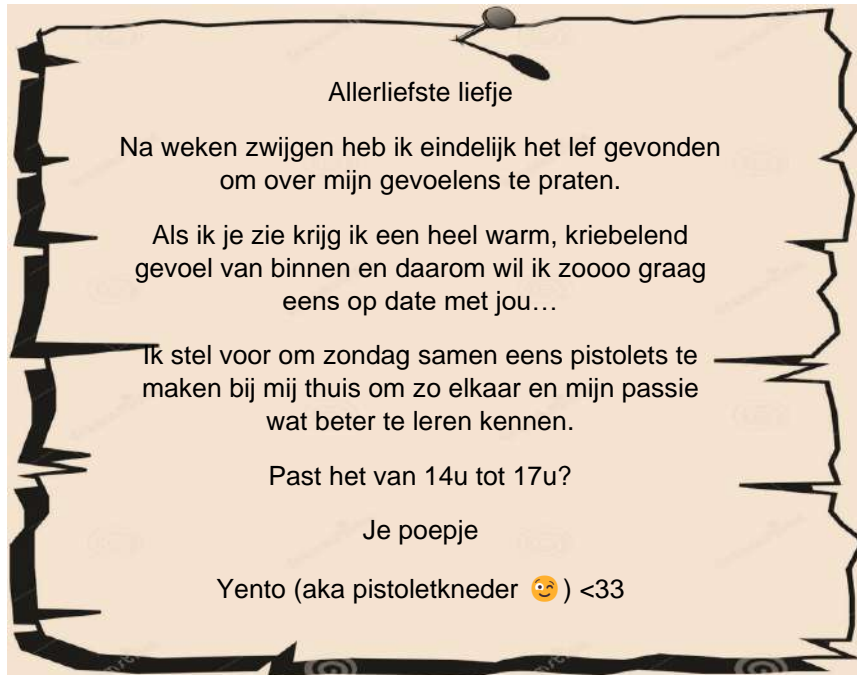 Allerliefste liefje
Na weken zwijgen heb ik eindelijk het lef gevonden
om over mijn gevoelens te praten.
Als ik je zie krijg ik een heel warm, kriebelend
gevoel van binnen en daarom wil ik zoooo graag
eens op date met jou…
Ik stel voor om zondag samen eens pistolets te
maken bij mij thuis om zo elkaar en mijn passie
wat beter te leren kennen.
Past het van 14u tot 17u?
Je poepje
Yento (aka pistoletkneder 😉) <33